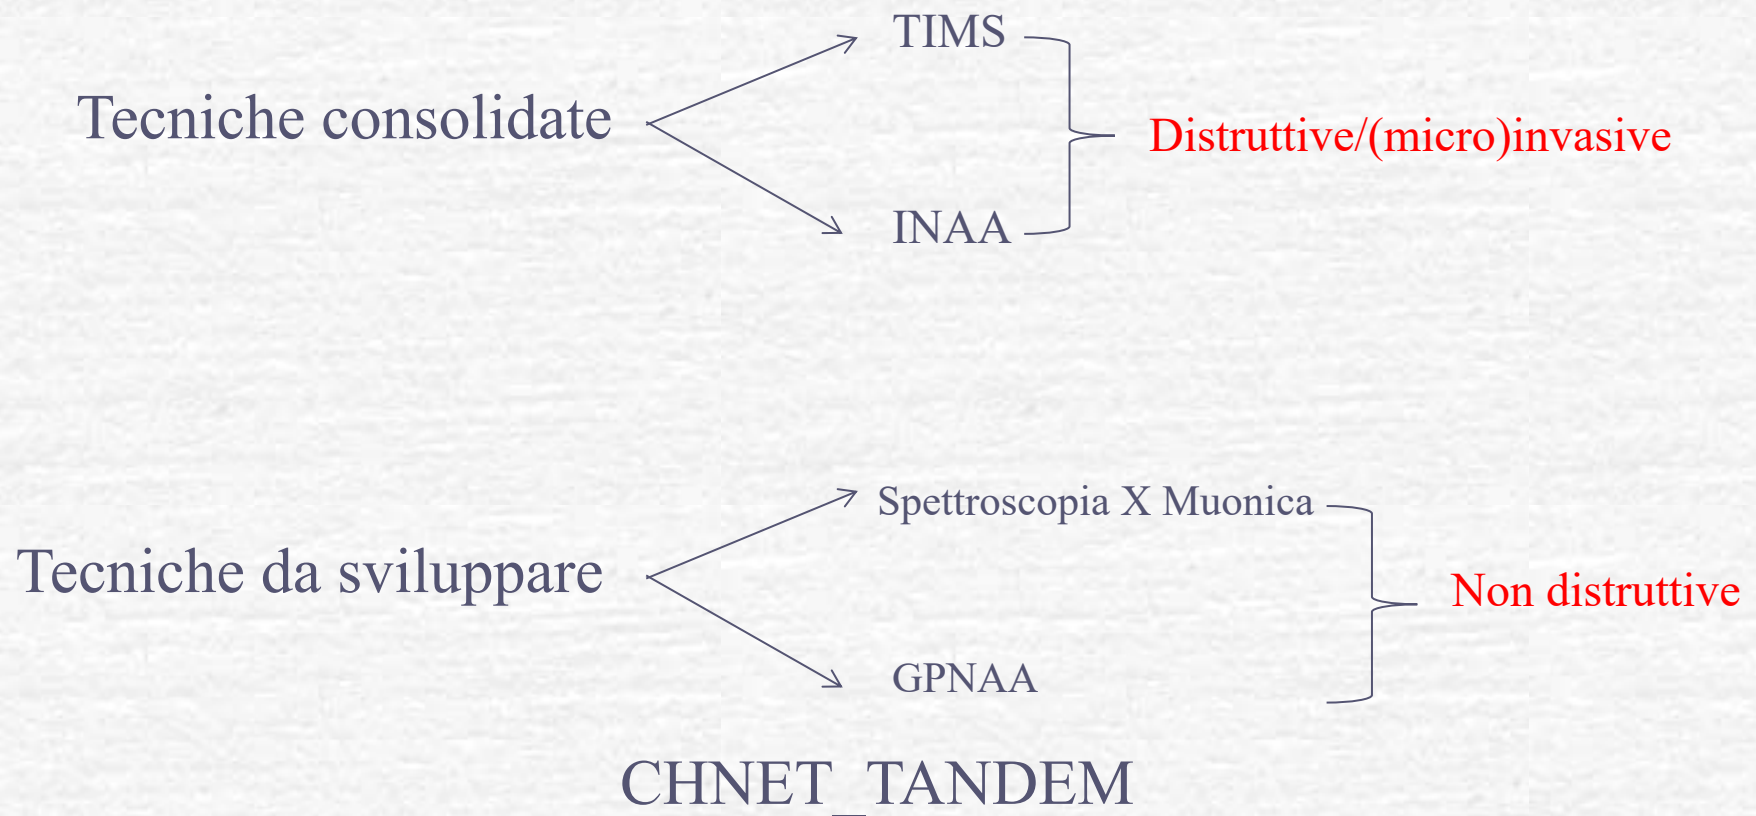 TIMS
Tecniche consolidate
Distruttive/(micro)invasive
INAA
Spettroscopia X Muonica
Tecniche da sviluppare
Non distruttive
GPNAA
CHNET_TANDEM